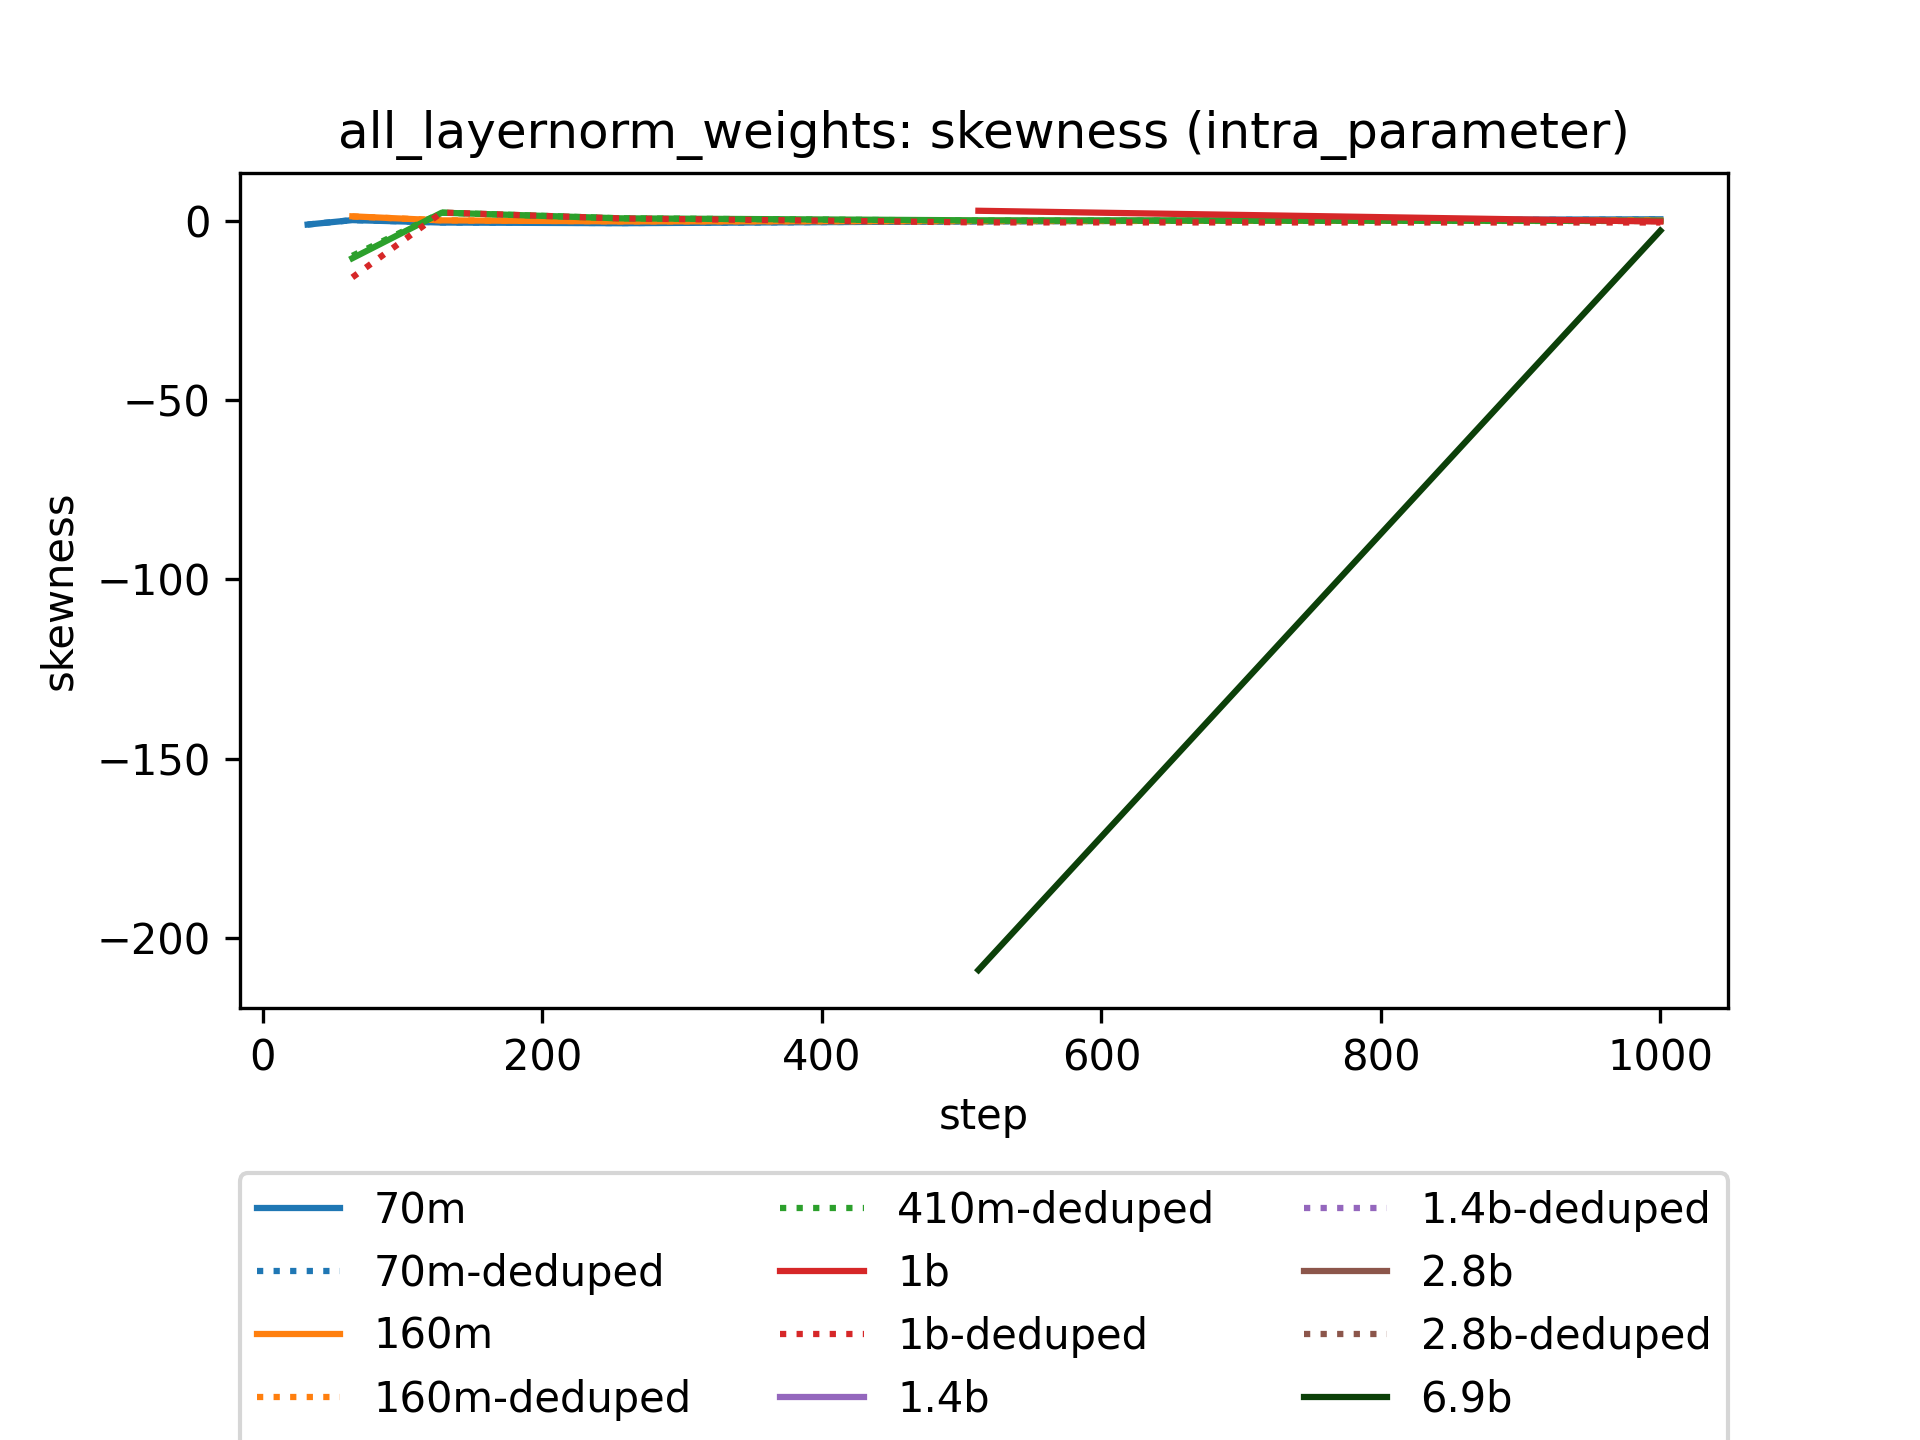 all_layernorm_weights: skewness (intra_parameter)
skewness
0
−50
−100
−150
−200
0 200 400 600 800 1000
step
70m
70m-deduped
160m
160m-deduped
410m-deduped
1b
1b-deduped
1.4b
1.4b-deduped
2.8b
2.8b-deduped
6.9b